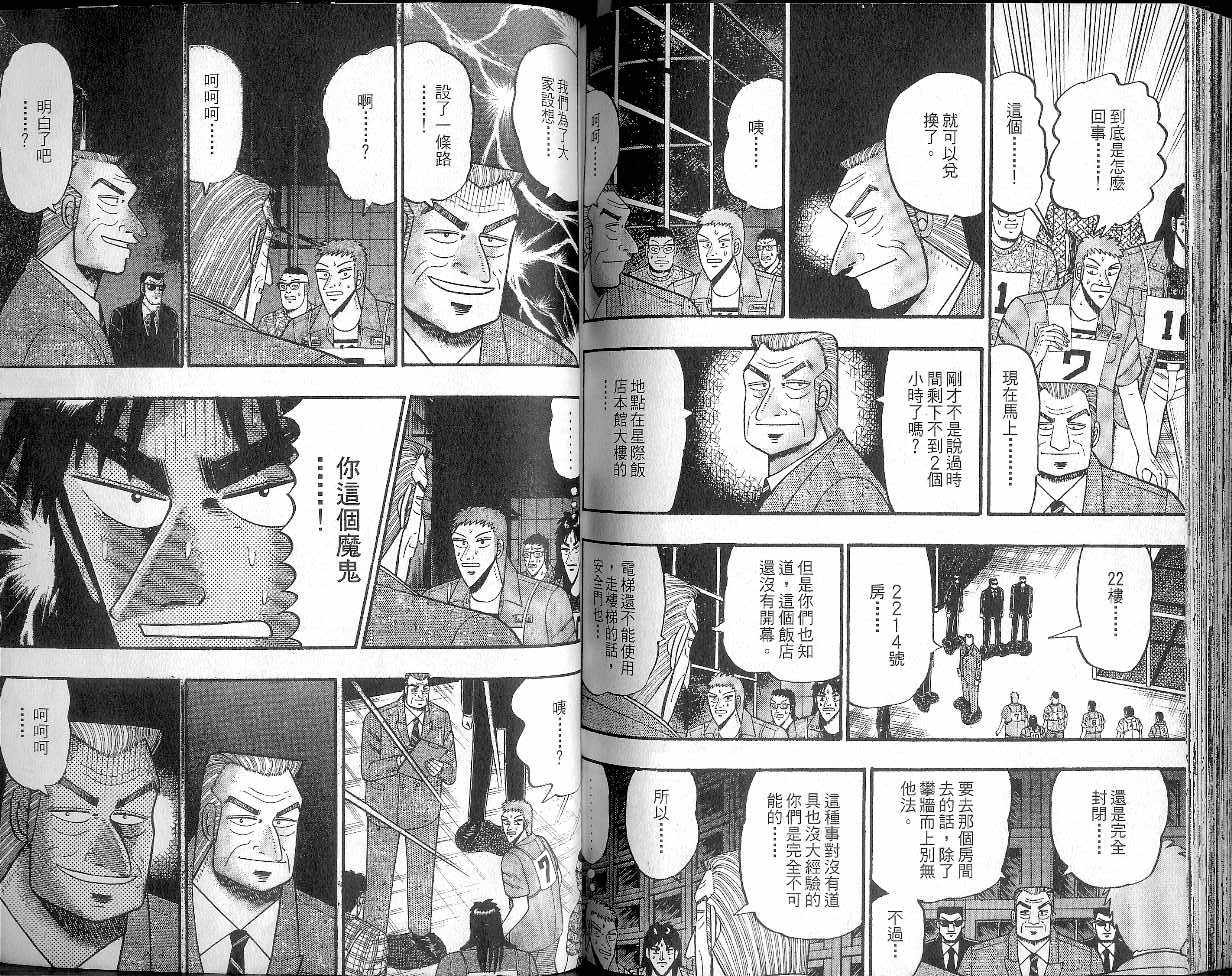 到底是怎麼
回事………!
這個………!
1
7
10
現在馬上………
就可以兌
換了。
咦………
呵呵……
剛才不是說過時
間剩下不到2個
小時了嗎?
地點在星際飯
店本館大樓的
……
22樓……
2214號
房……
但是你們也知
道,這個飯店
還沒有開幕。
電梯還不能使用
,走樓梯的話,
安全門也…
還是完全
封閉……
要去那個房間
去的話,除了
攀牆而上別無
他法。
不過……
這種事對沒有道
具也沒大經驗的
你們是完全不可
能的……
所以……
………
我們為了大
家設想……
設了一條路
……!
啊……?
呵呵呵
……
明白了吧
……?
……
你這個魔鬼
………!
咦………?
7
……呵呵呵